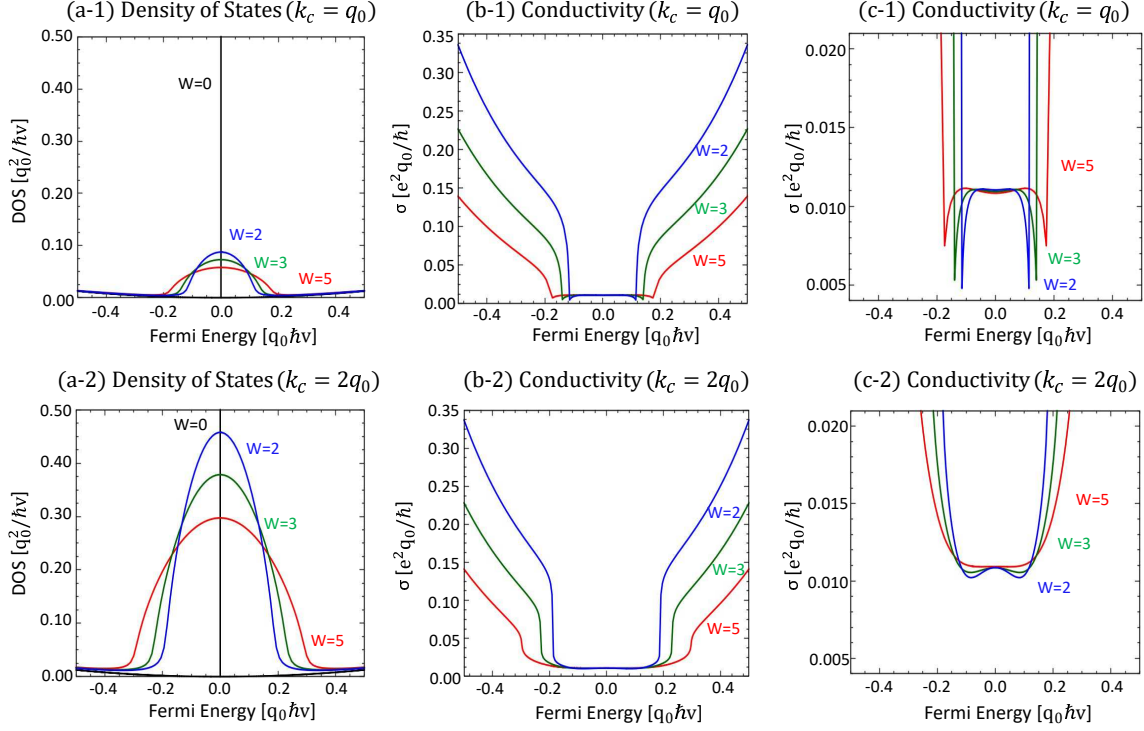 (a-1) Density of States (k_c = q_0)
(b-1) Conductivity (k_c = q_0)
(c-1) Conductivity (k_c = q_0)
DOS [q_0^2/ħv]
0.50
0.40
0.30
0.20
0.10
0.00
W=0
W=2
W=3
W=5
-0.4 -0.2 0.0 0.2 0.4
Fermi Energy [q_0ħv]
σ [e^2q_0/ħ]
0.35
0.30
0.25
0.20
0.15
0.10
0.05
0.00
W=2
W=3
W=5
-0.4 -0.2 0.0 0.2 0.4
Fermi Energy [q_0ħv]
σ [e^2q_0/ħ]
0.020
0.015
0.010
0.005
W=5
W=3
W=2
-0.4 -0.2 0.0 0.2 0.4
Fermi Energy [q_0ħv]
(a-2) Density of States (k_c = 2q_0)
(b-2) Conductivity (k_c = 2q_0)
(c-2) Conductivity (k_c = 2q_0)
DOS [q_0^2/ħv]
0.50
0.40
0.30
0.20
0.10
0.00
W=0
W=2
W=3
W=5
-0.4 -0.2 0.0 0.2 0.4
Fermi Energy [q_0ħv]
σ [e^2q_0/ħ]
0.35
0.30
0.25
0.20
0.15
0.10
0.05
0.00
W=2
W=3
W=5
-0.4 -0.2 0.0 0.2 0.4
Fermi Energy [q_0ħv]
σ [e^2q_0/ħ]
0.020
0.015
0.010
0.005
W=5
W=3
W=2
-0.4 -0.2 0.0 0.2 0.4
Fermi Energy [q_0ħv]